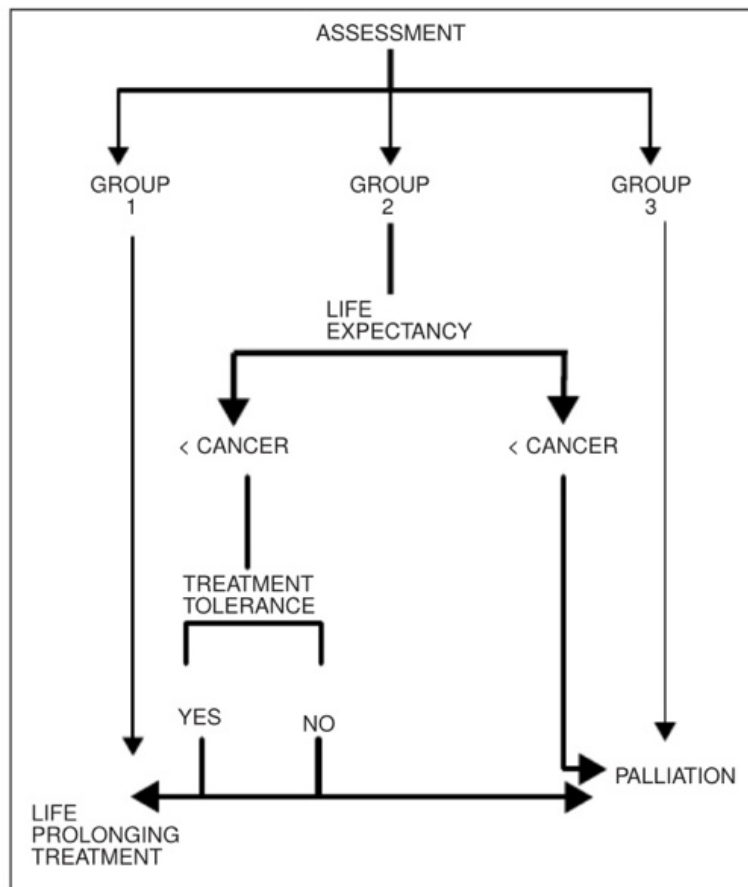 ASSESSMENT
GROUP
1
GROUP
2
GROUP
3
LIFE
EXPECTANCY
< CANCER
< CANCER
TREATMENT
TOLERANCE
YES
NO
PALLIATION
LIFE
PROLONGING
TREATMENT